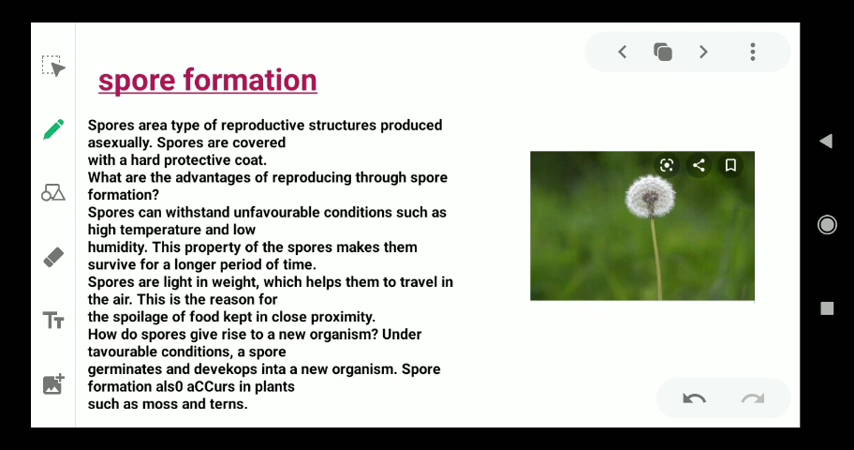 spore formation
Spores area type of reproductive structures produced
asexually. Spores are covered
with a hard protective coat.
What are the advantages of reproducing through spore
formation?
Spores can withstand unfavourable conditions such as
high temperature and low
humidity. This property of the spores makes them
survive for a longer period of time.
Spores are light in weight, which helps them to travel in
the air. This is the reason for
the spoilage of food kept in close proximity.
How do spores give rise to a new organism? Under
tavourable conditions, a spore
germinates and devekops inta a new organism. Spore
formation als0 aCCurs in plants
such as moss and terns.
TT